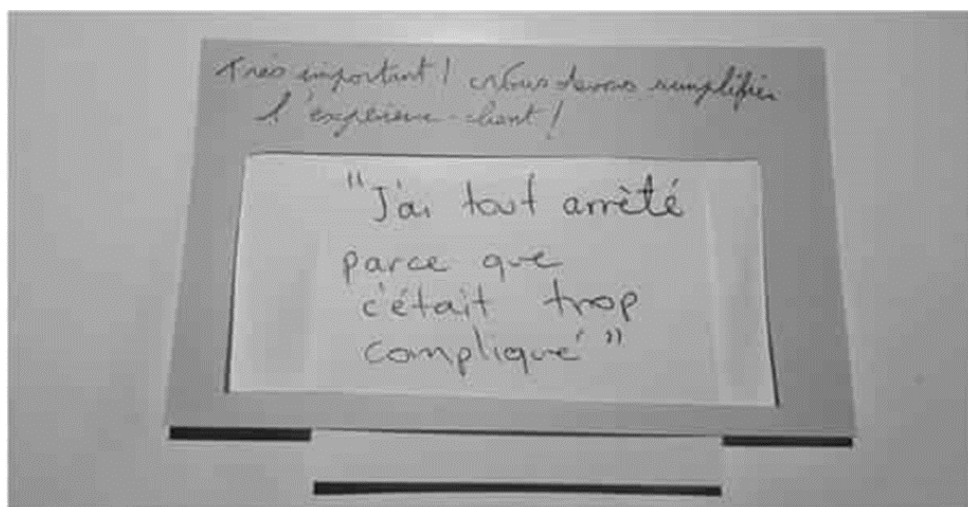 Très important ! Nous devons simplifier
l'expérience-client !
"J'ai tout arrêté
parce que
c'était trop
compliqué"